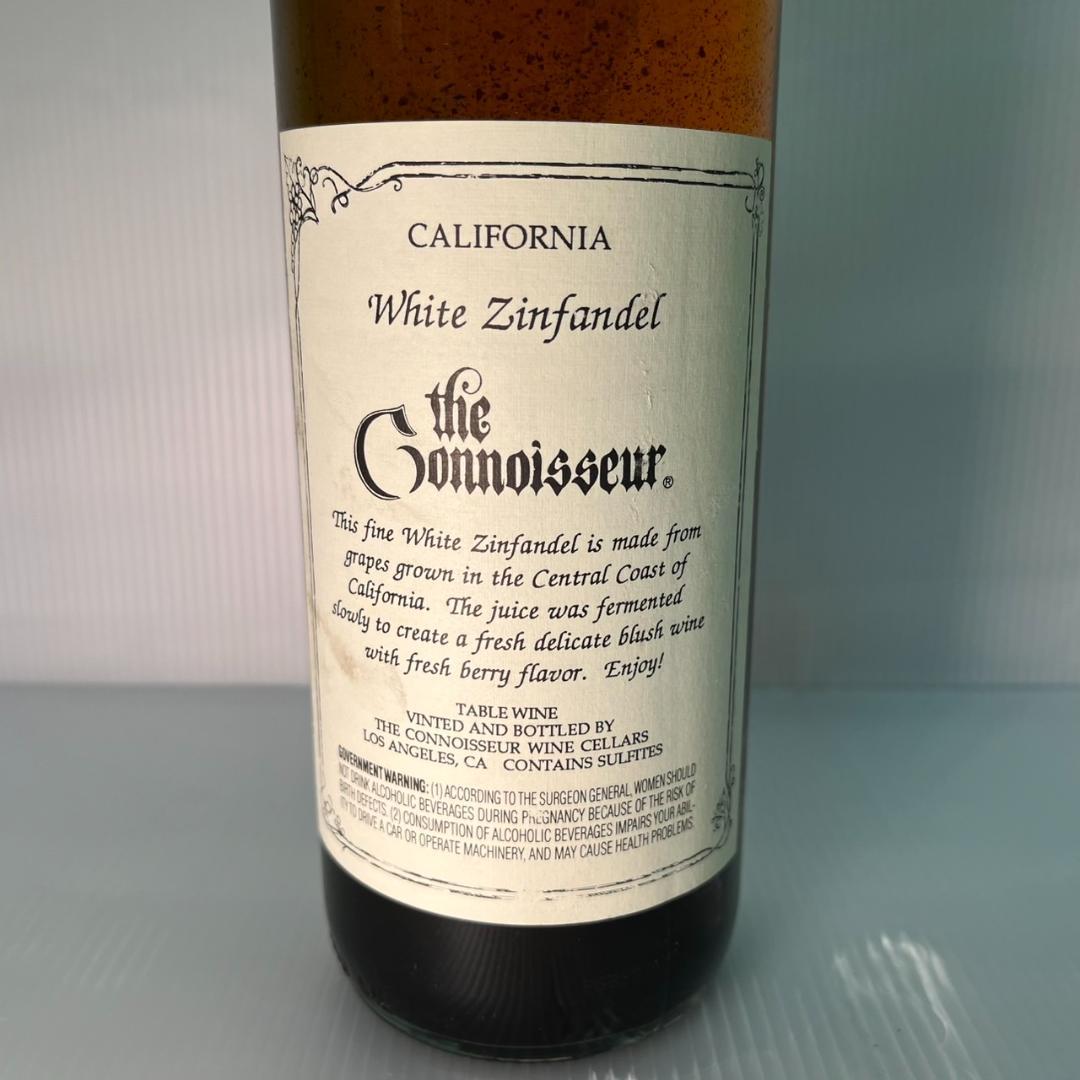 CALIFORNIA
White Zinfandel
the
Connoisseur®
This fine White Zinfandel is made from
grapes grown in the Central Coast of
California. The juice was fermented
slowly to create a fresh delicate blush wine
with fresh berry flavor. Enjoy!
TABLE WINE
VINTED AND BOTTLED BY
THE CONNOISSEUR WINE CELLARS
LOS ANGELES, CA CONTAINS SULFITES
GOVERNMENT WARNING: (1) ACCORDING TO THE SURGEON GENERAL, WOMEN SHOULD
NOT DRINK ALCOHOLIC BEVERAGES DURING PREGNANCY BECAUSE OF THE RISK OF
BIRTH DEFECTS. (2) CONSUMPTION OF ALCOHOLIC BEVERAGES IMPAIRS YOUR ABIL-
ITY TO DRIVE A CAR OR OPERATE MACHINERY, AND MAY CAUSE HEALTH PROBLEMS.